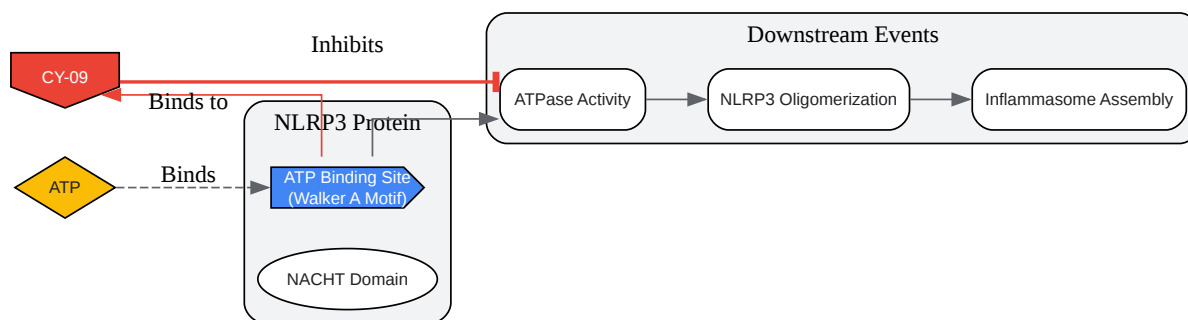 Downstream Events
Inhibits
CY-09
ATPase Activity
NLRP3 Oligomerization
Inflammasome Assembly
Binds to
NLRP3 Protein
ATP
Binds
ATP Binding Site
(Walker A Motif)
NACHT Domain